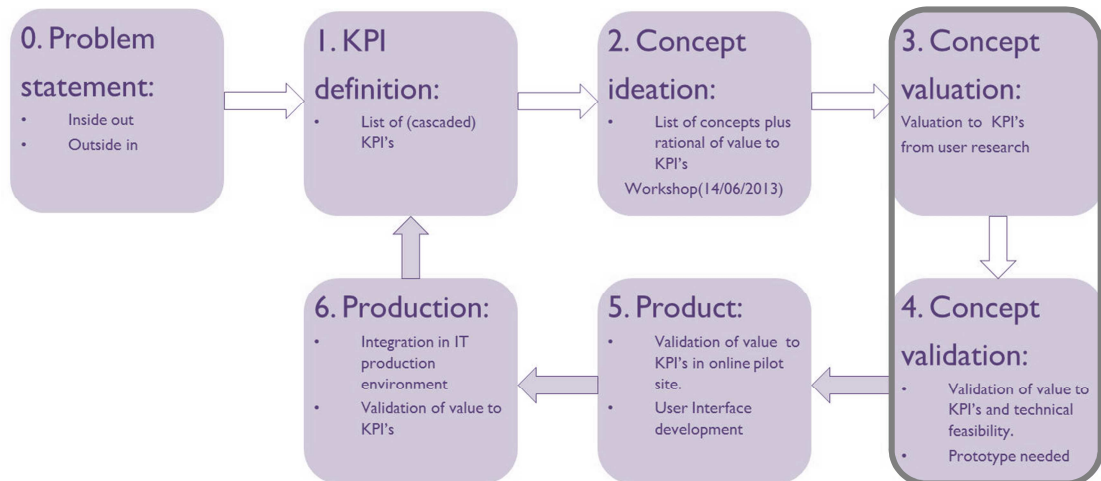 0. Problem
statement:
• Inside out
• Outside in
1. KPI
definition:
• List of (cascaded)
KPI's
2. Concept
ideation:
• List of concepts plus
rational of value to
KPI's
Workshop(14/06/2013)
3. Concept
valuation:
Valuation to KPI's
from user research
4. Concept
validation:
• Validation of value to
KPI's and technical
feasibility.
• Prototype needed
5. Product:
• Validation of value to
KPI's in online pilot
site.
• User Interface
development
6. Production:
• Integration in IT
production
environment
• Validation of value to
KPI's